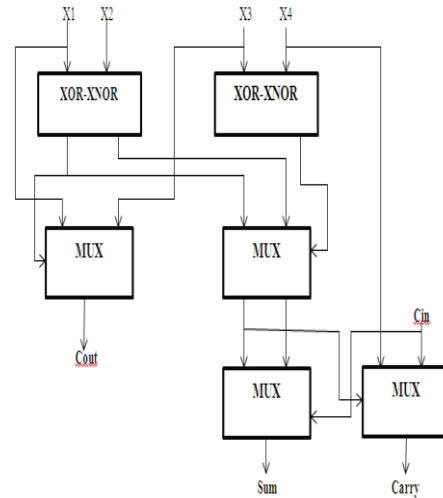 X1 X2 X3 X4
XOR-XNOR XOR-XNOR
MUX MUX
Cin
Cout
MUX MUX
Sum Carry